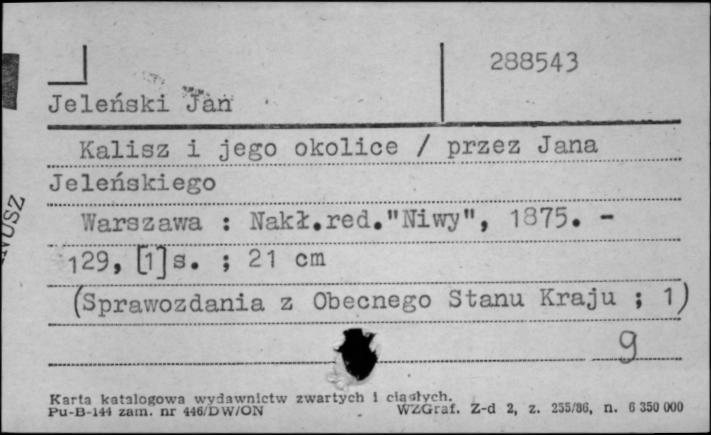 288543
Jeleński Jan
Kalisz i jego okolice / przez Jana
Jeleńskiego
Warszawa : Nakł.red."Niwy", 1875. -
129, [1]s. ; 21 cm
(Sprawozdania z Obecnego Stanu Kraju ; 1)
9
Karta katalogowa wydawnictw zwartych i ciągłych.
Pu-B-144 zam. nr 446/DW/ON WZGraf. Z-d 2, z. 255/86, n. 6 350 000